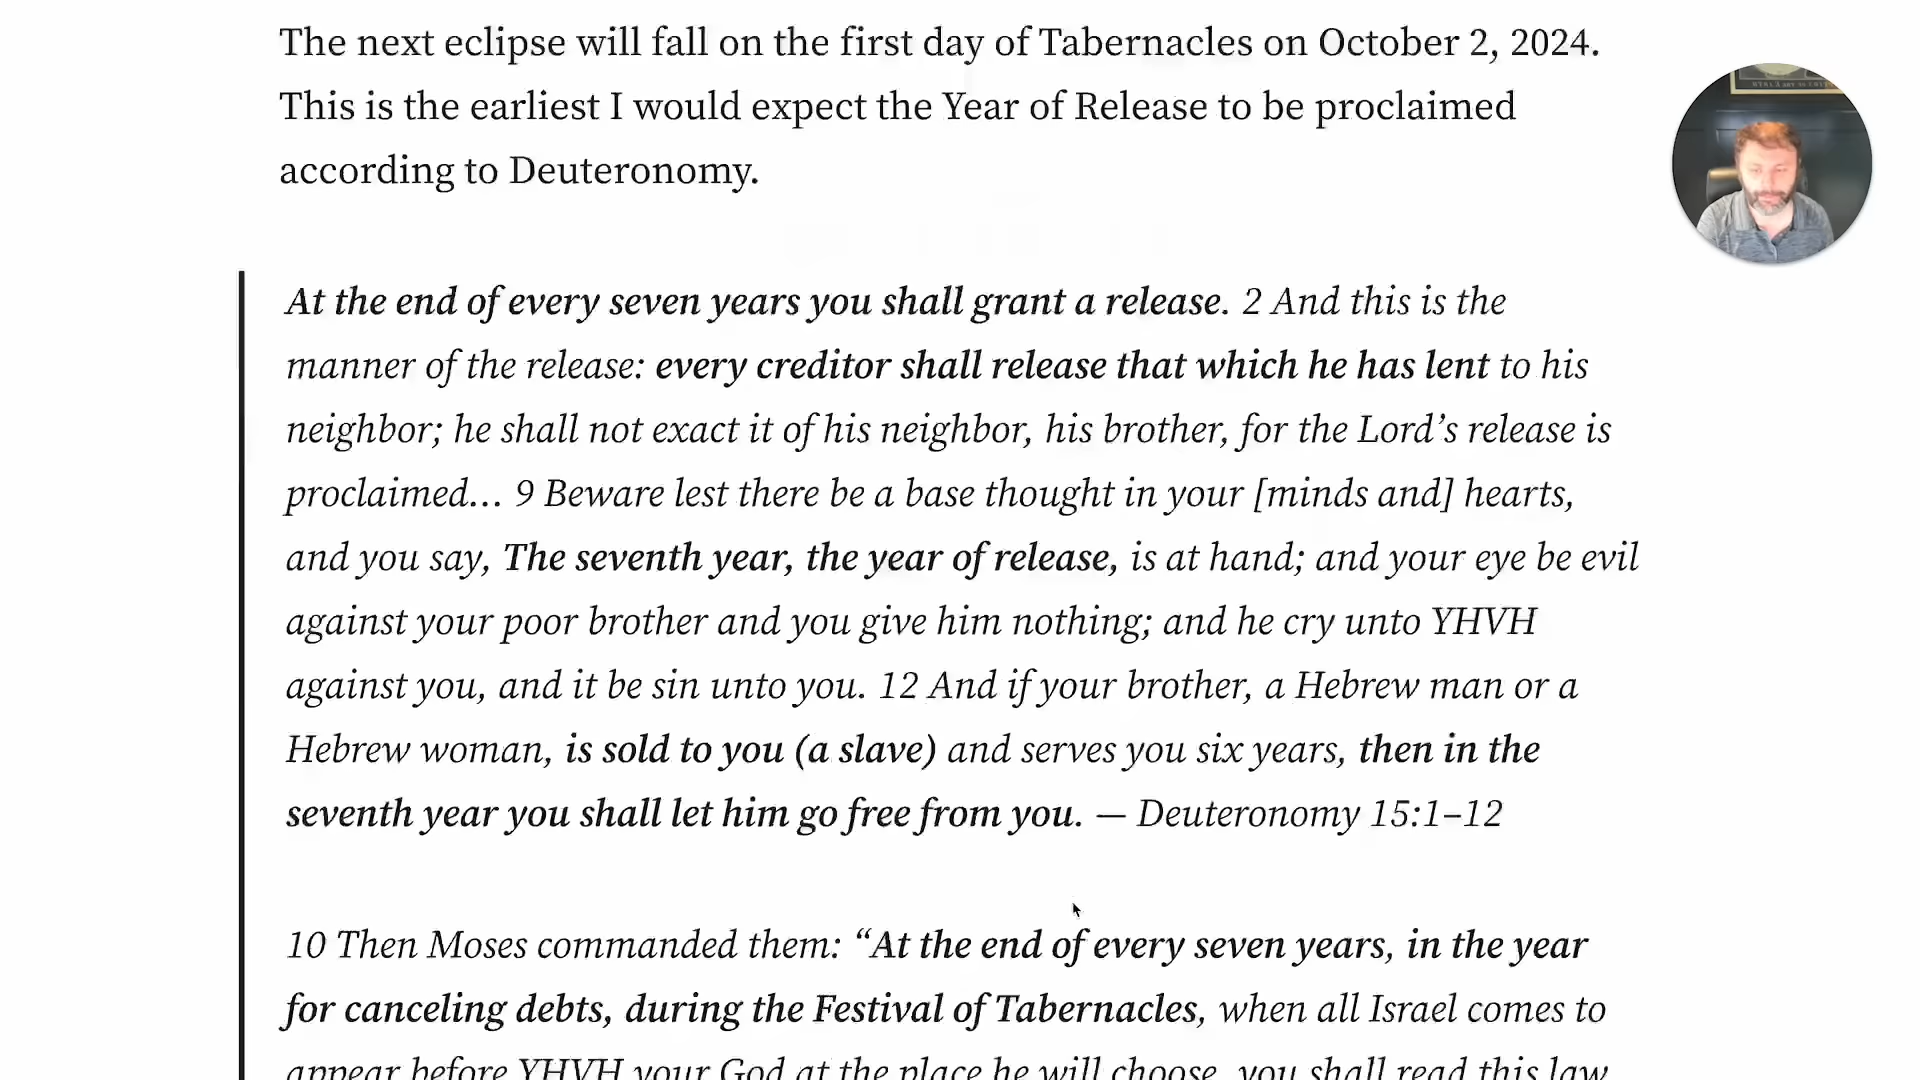 The next eclipse will fall on the first day of Tabernacles on October 2, 2024.
This is the earliest I would expect the Year of Release to be proclaimed
according to Deuteronomy.
At the end of every seven years you shall grant a release. 2 And this is the
manner of the release: every creditor shall release that which he has lent to his
neighbor; he shall not exact it of his neighbor, his brother, for the Lord’s release is
proclaimed… 9 Beware lest there be a base thought in your [minds and] hearts,
and you say, The seventh year, the year of release, is at hand; and your eye be evil
against your poor brother and you give him nothing; and he cry unto YHVH
against you, and it be sin unto you. 12 And if your brother, a Hebrew man or a
Hebrew woman, is sold to you (a slave) and serves you six years, then in the
seventh year you shall let him go free from you. — Deuteronomy 15:1–12
10 Then Moses commanded them: “At the end of every seven years, in the year
for canceling debts, during the Festival of Tabernacles, when all Israel comes to
appear before YHVH your God at the place he will choose, you shall read this law